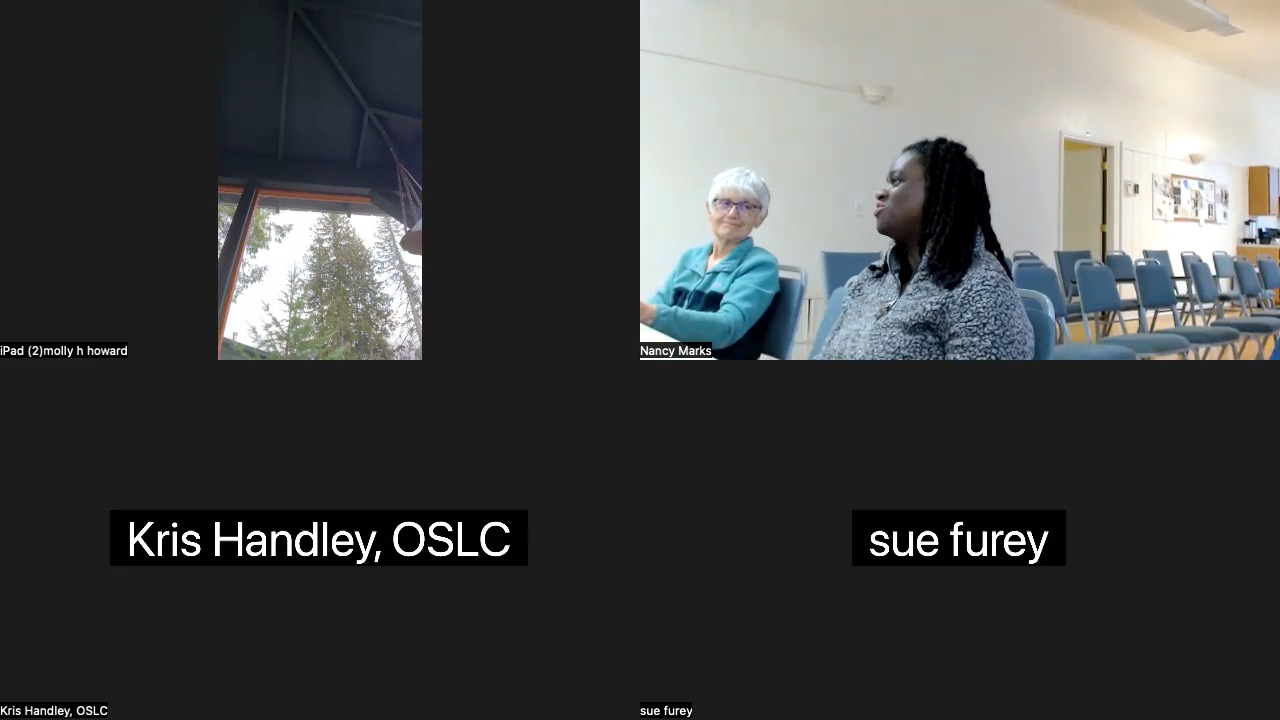 iPad (2)molly h howard
Nancy Marks
Kris Handley, OSLC
sue furey
Kris Handley, OSLC
sue furey